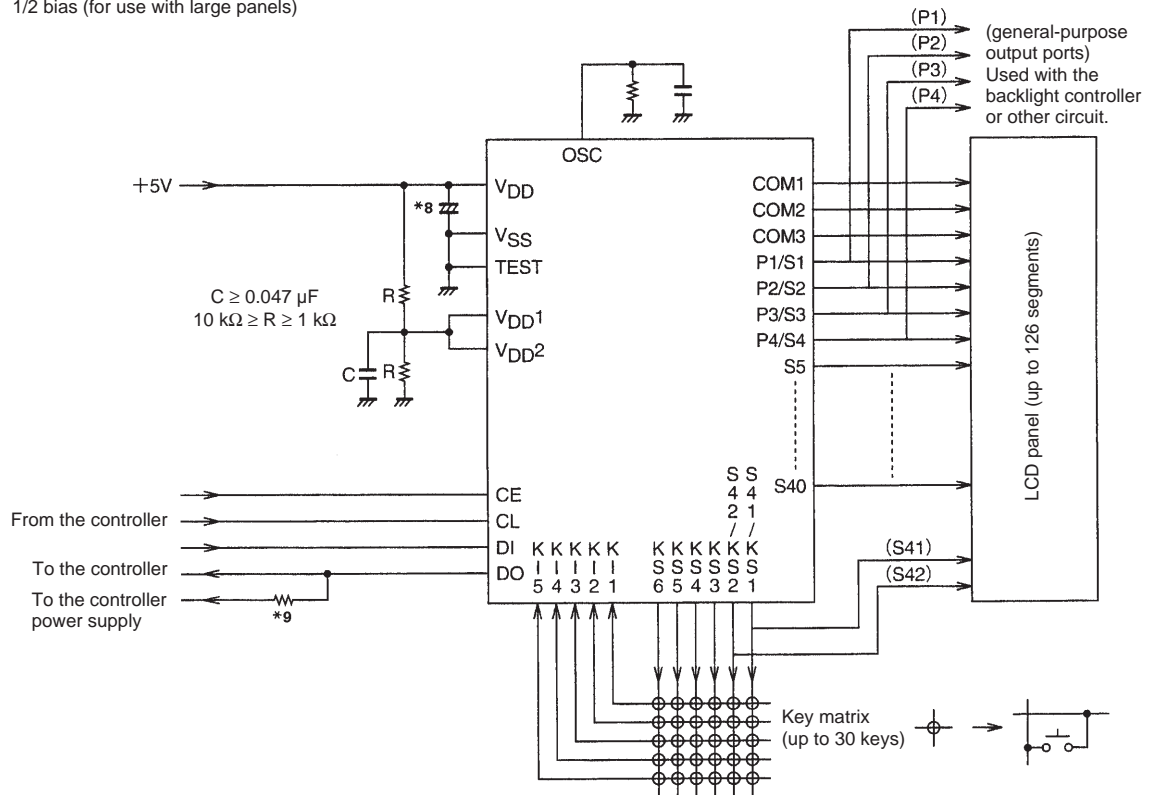 1/2 bias (for use with large panels)
(P1)
(P2)
(P3)
(P4)
(general-purpose
output ports)
Used with the
backlight controller
or other circuit.
OSC
+5V
VDD
*8
VSS
TEST
C ≥ 0.047 µF
10 kΩ ≥ R ≥ 1 kΩ
R
VDD1
VDD2
C
R
COM1
COM2
COM3
P1/S1
P2/S2
P3/S3
P4/S4
S5
S40
LCD panel (up to 126 segments)
CE
From the controller
CL
DI
To the controller
DO
To the controller
power supply
*9
KI5
KI4
KI3
KI2
KI1
KS6
KS5
KS4
KS3
S42/KS2
S41/KS1
(S41)
(S42)
Key matrix
(up to 30 keys)